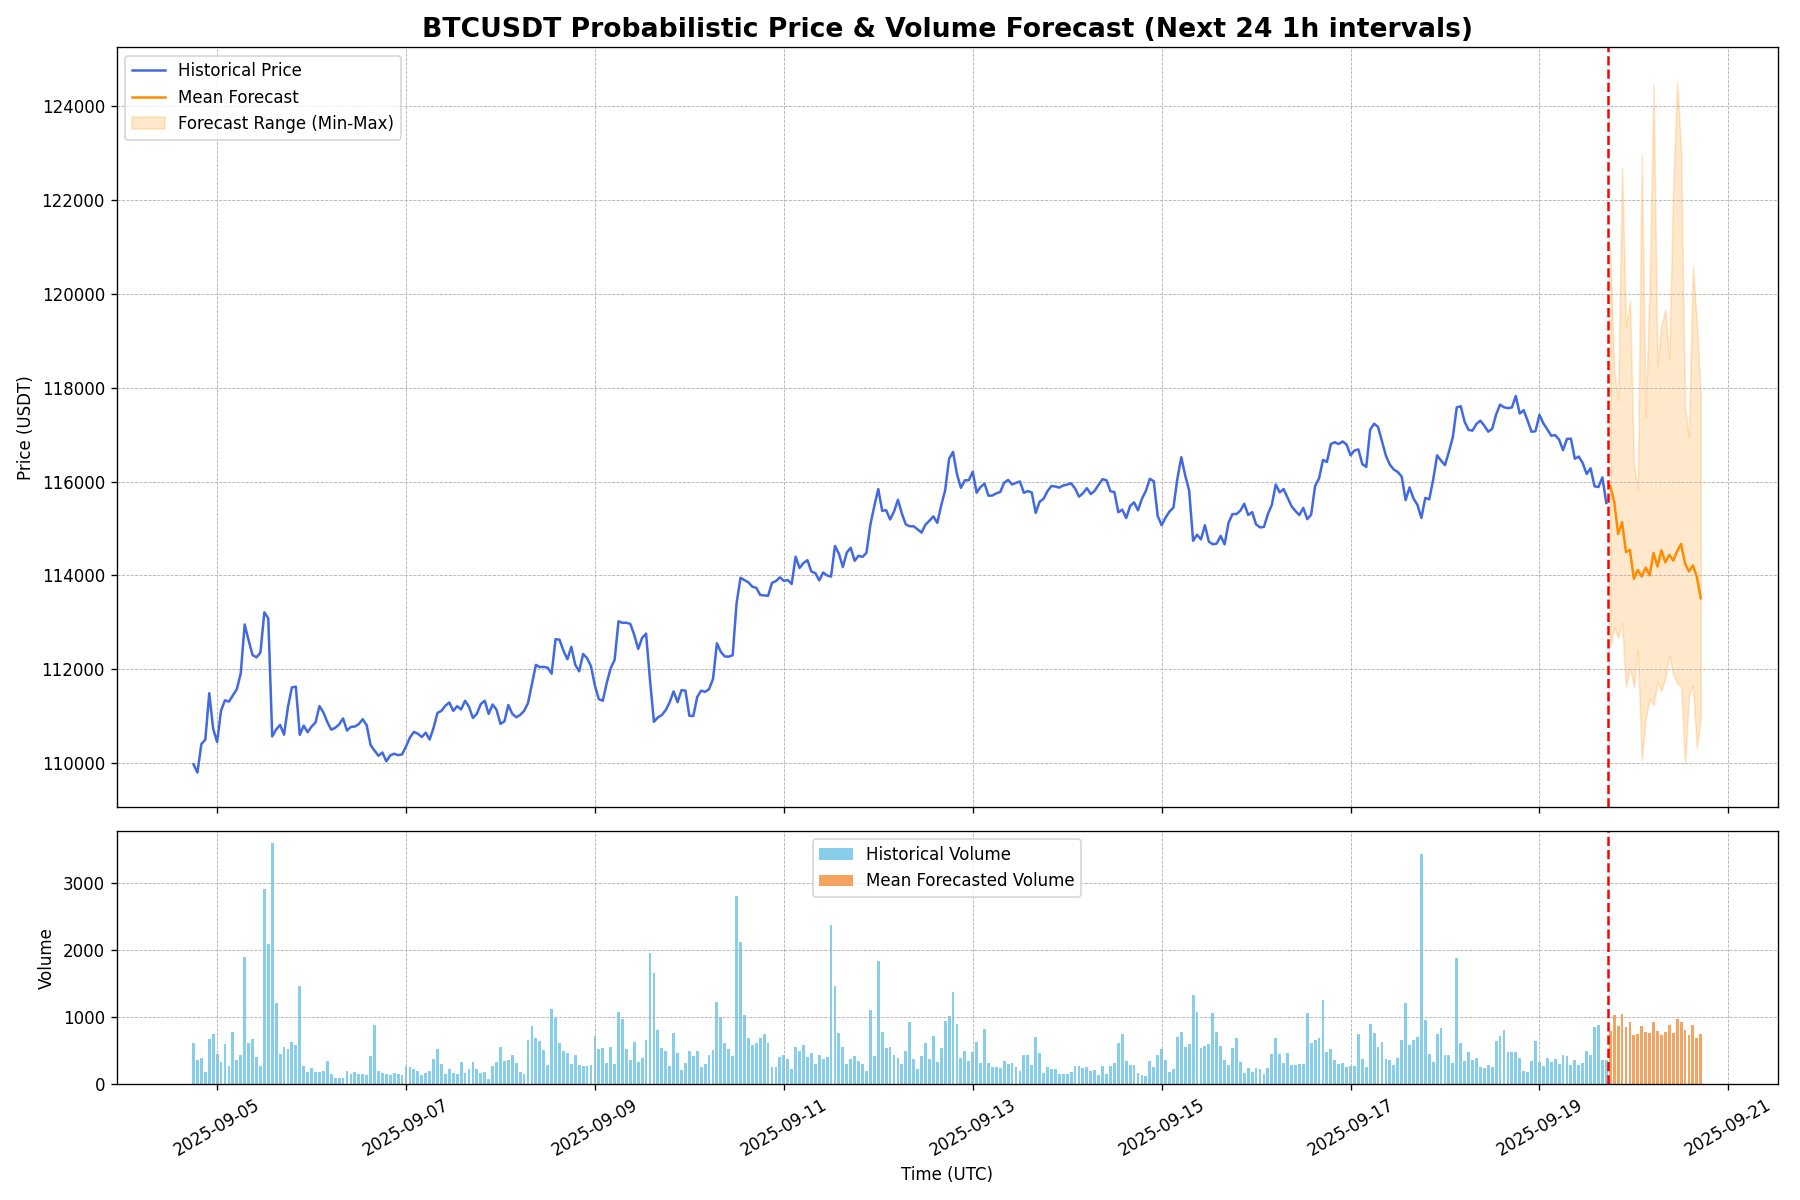 BTCUSDT Probabilistic Price & Volume Forecast (Next 24 1h intervals)
Historical Price
Mean Forecast
Forecast Range (Min-Max)
124000
122000
120000
118000
116000
114000
112000
110000
Price (USDT)
Historical Volume
Mean Forecasted Volume
3000
2000
1000
0
Volume
2025-09-05
2025-09-07
2025-09-09
2025-09-11
2025-09-13
2025-09-15
2025-09-17
2025-09-19
2025-09-21
Time (UTC)